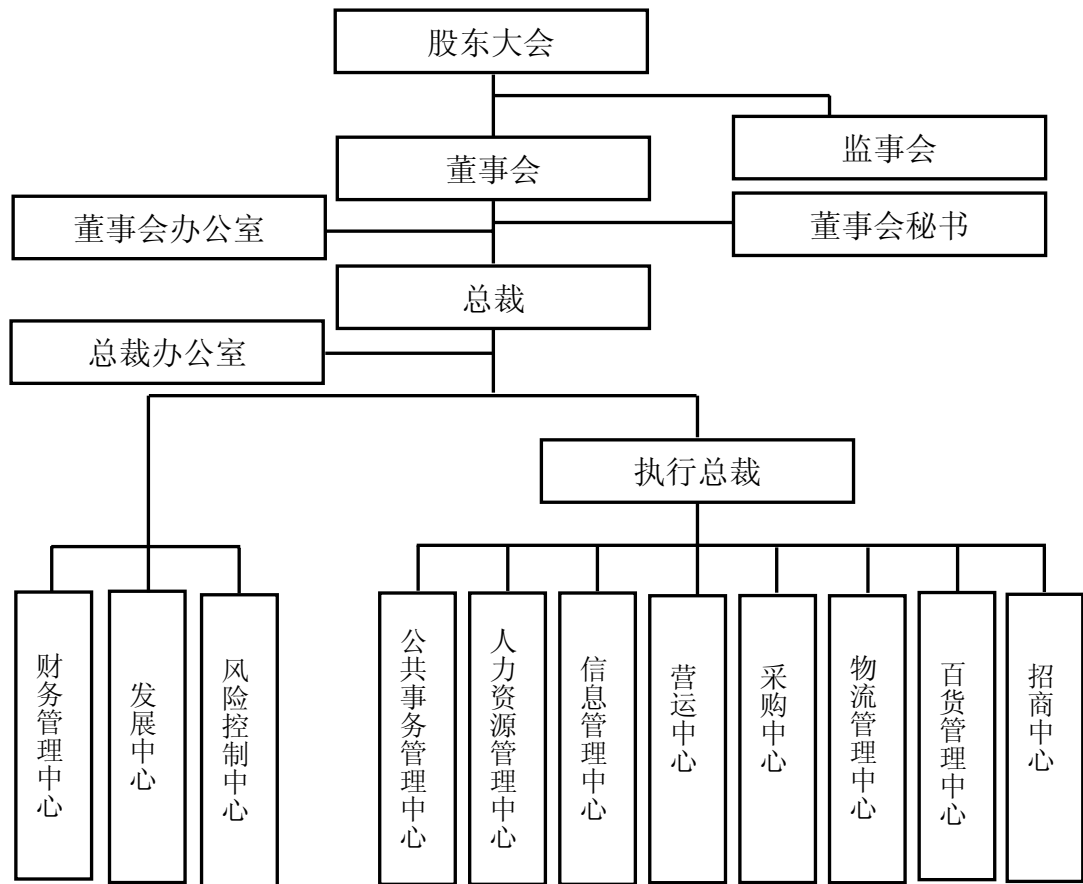 股东大会
监事会
董事会
董事会办公室
董事会秘书
总裁
总裁办公室
执行总裁
财务管理中心
发展中心
风险控制中心
公共事务管理中心
人力资源管理中心
信息管理中心
营运中心
采购中心
物流管理中心
百货管理中心
招商中心